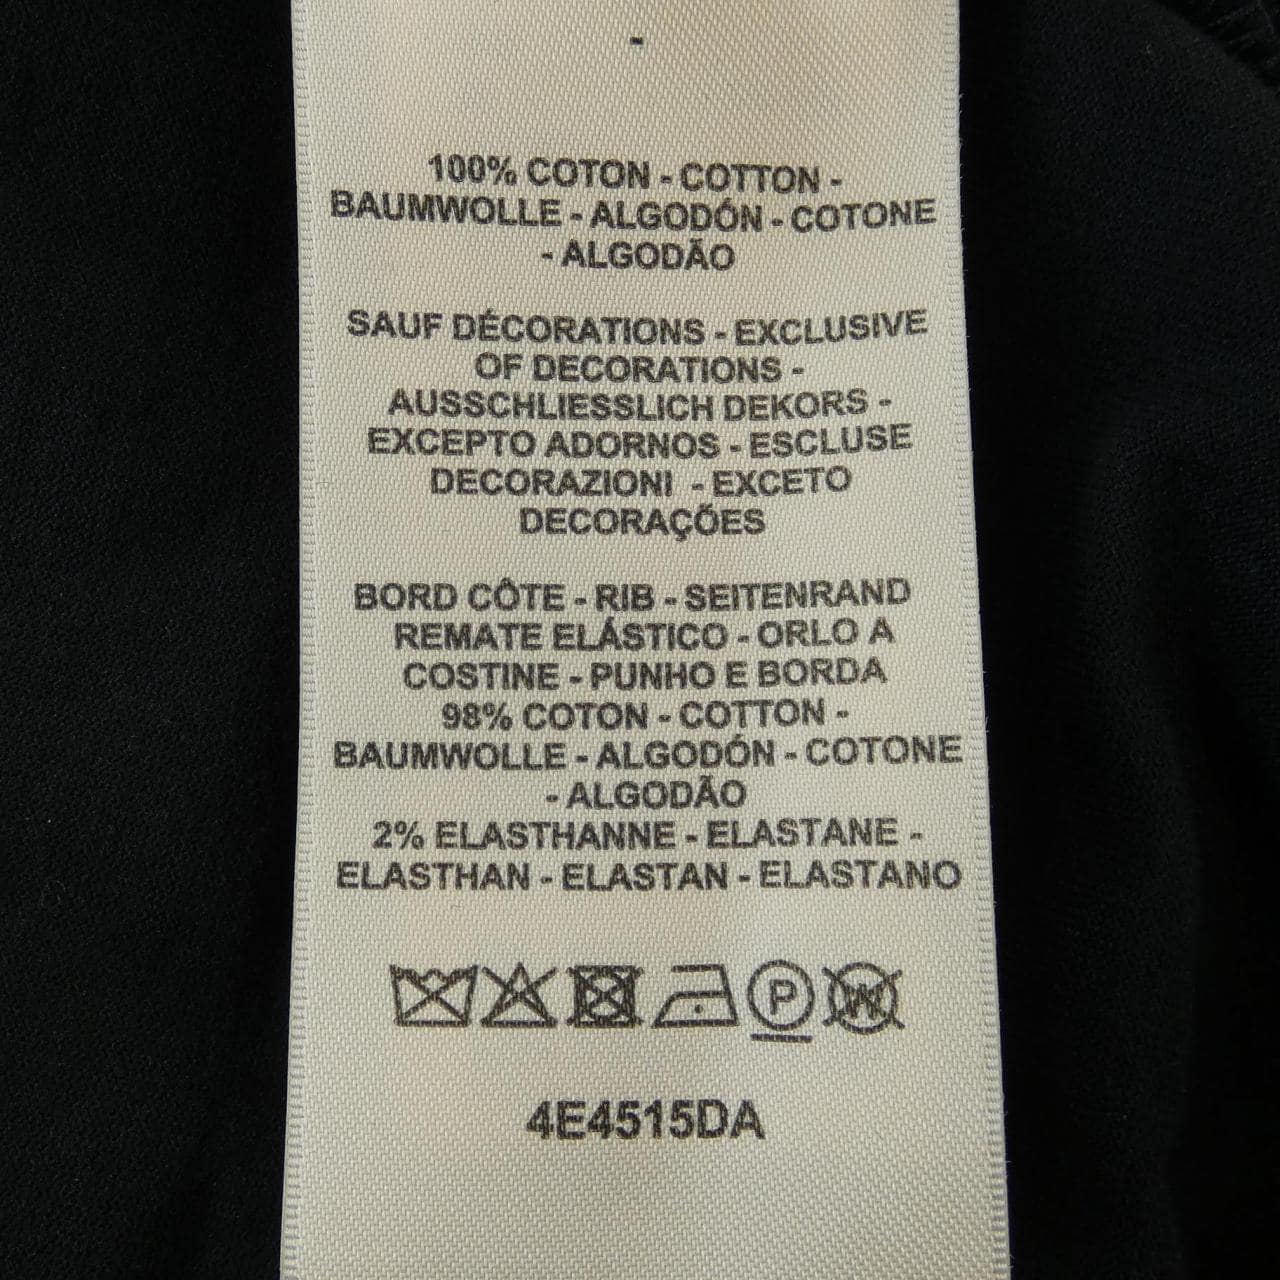 -
100% COTON - COTTON -
BAUMWOLLE - ALGODÓN - COTONE
- ALGODÃO
SAUF DÉCORATIONS - EXCLUSIVE
OF DECORATIONS -
AUSSCHLIESSLICH DEKORS -
EXCEPTO ADORNOS - ESCLUSE
DECORAZIONI - EXCETO
DECORAÇÕES
BORD CÔTE - RIB - SEITENRAND
REMATE ELÁSTICO - ORLO A
COSTINE - PUNHO E BORDA
98% COTON - COTTON -
BAUMWOLLE - ALGODÓN - COTONE
- ALGODÃO
2% ELASTHANNE - ELASTANE -
ELASTHAN - ELASTAN - ELASTANO
P W
4E4515DA